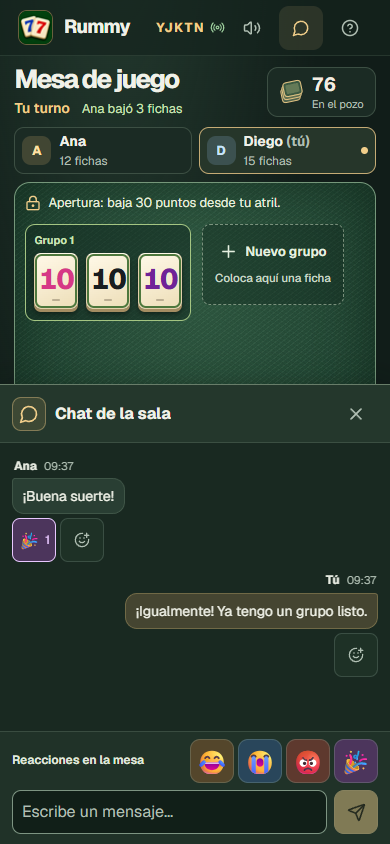 77 Rummy YJKTN
Mesa de juego
Tu turno Ana bajó 3 fichas
76
En el pozo
A Ana
12 fichas
D Diego (tú)
15 fichas
Apertura: baja 30 puntos desde tu atril.
Grupo 1
10 10 10
Nuevo grupo
Coloca aquí una ficha
Chat de la sala
Ana 09:37
¡Buena suerte!
1
Tú 09:37
¡Igualmente! Ya tengo un grupo listo.
Reacciones en la mesa
Escribe un mensaje...